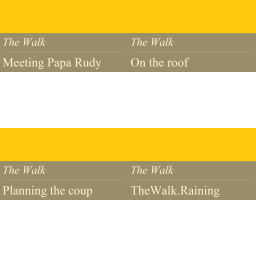 The Walk The Walk
Meeting Papa Rudy On the roof
The Walk The Walk
Planning the coup TheWalk.Raining